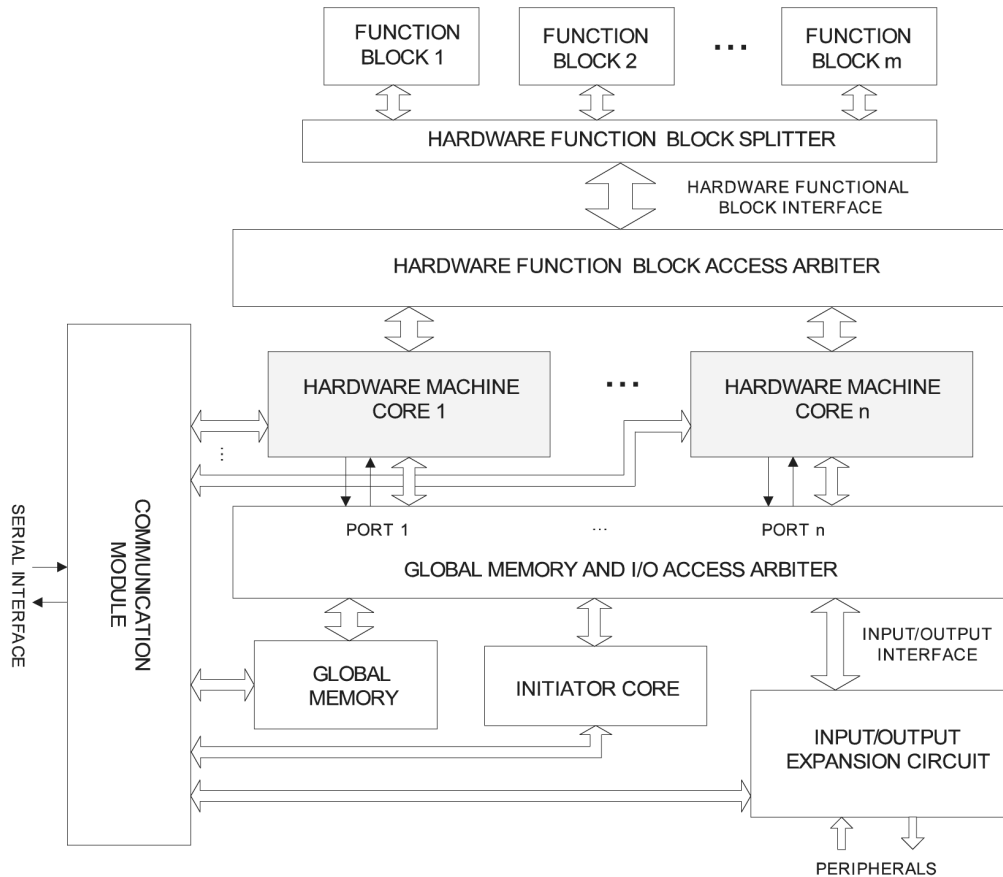 FUNCTION
BLOCK 1
FUNCTION
BLOCK 2
...
FUNCTION
BLOCK m
HARDWARE FUNCTION BLOCK SPLITTER
HARDWARE FUNCTIONAL
BLOCK INTERFACE
HARDWARE FUNCTION BLOCK ACCESS ARBITER
HARDWARE MACHINE
CORE 1
...
HARDWARE MACHINE
CORE n
...
PORT 1
...
PORT n
GLOBAL MEMORY AND I/O ACCESS ARBITER
SERIAL INTERFACE
COMMUNICATION
MODULE
GLOBAL
MEMORY
INITIATOR CORE
INPUT/OUTPUT
INTERFACE
INPUT/OUTPUT
EXPANSION CIRCUIT
PERIPHERALS